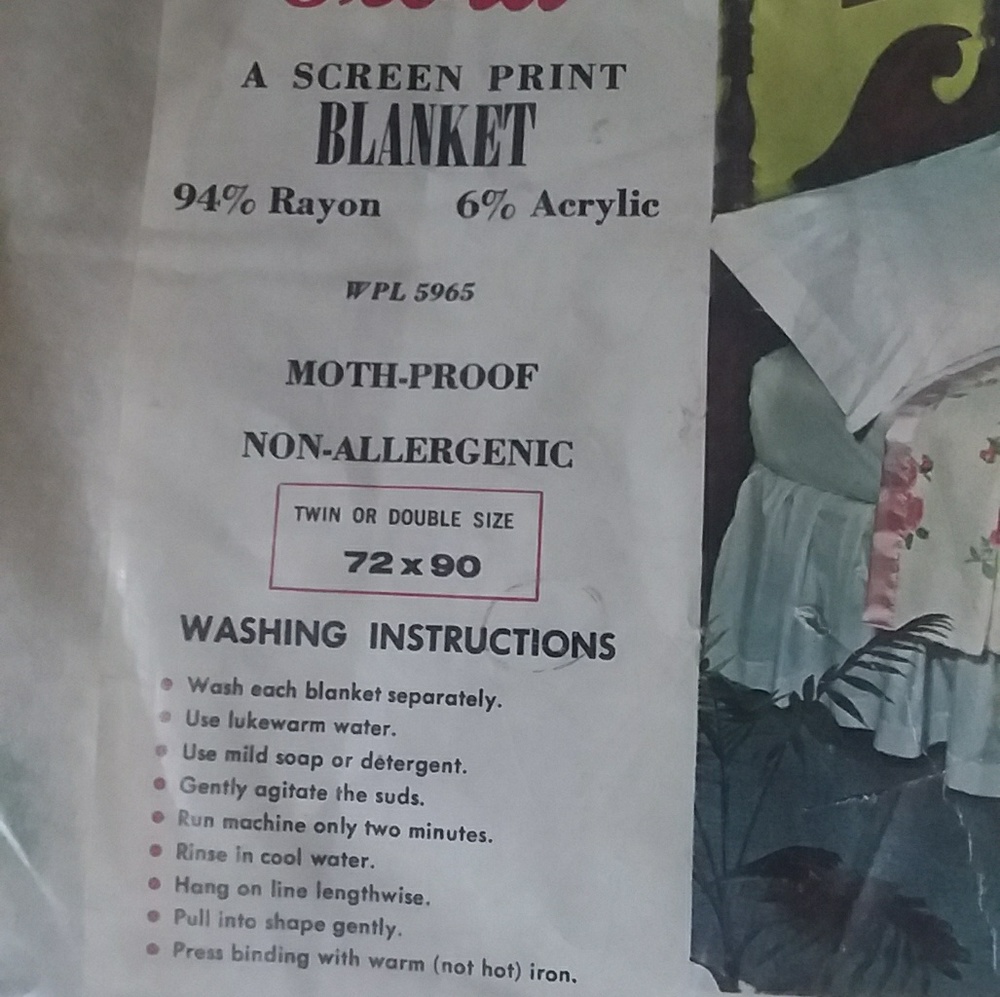 A SCREEN PRINT
BLANKET
94% Rayon 6% Acrylic
WPL 5965
MOTH-PROOF
NON-ALLERGENIC
TWIN OR DOUBLE SIZE
72 x 90
WASHING INSTRUCTIONS
• Wash each blanket separately.
• Use lukewarm water.
• Use mild soap or detergent.
• Gently agitate the suds.
• Run machine only two minutes.
• Rinse in cool water.
• Hang on line lengthwise.
• Pull into shape gently.
• Press binding with warm (not hot) iron.